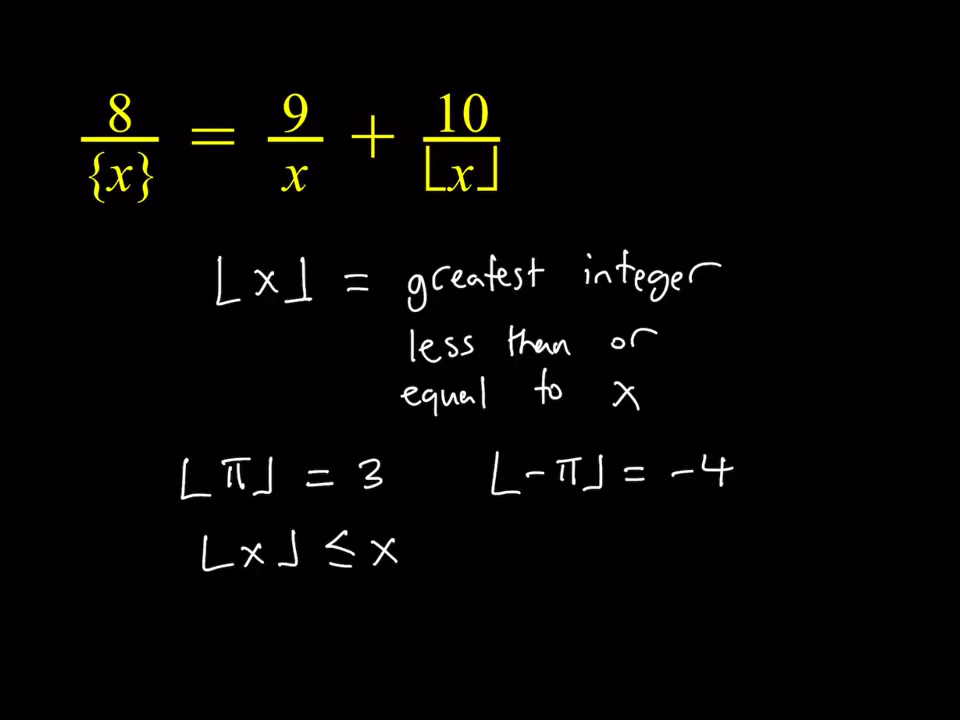 8/{x} = 9/x + 10/⌊x⌋
⌊x⌋ = greatest integer
less than or
equal to x
⌊π⌋ = 3 ⌊-π⌋ = -4
⌊x⌋ ≤ x